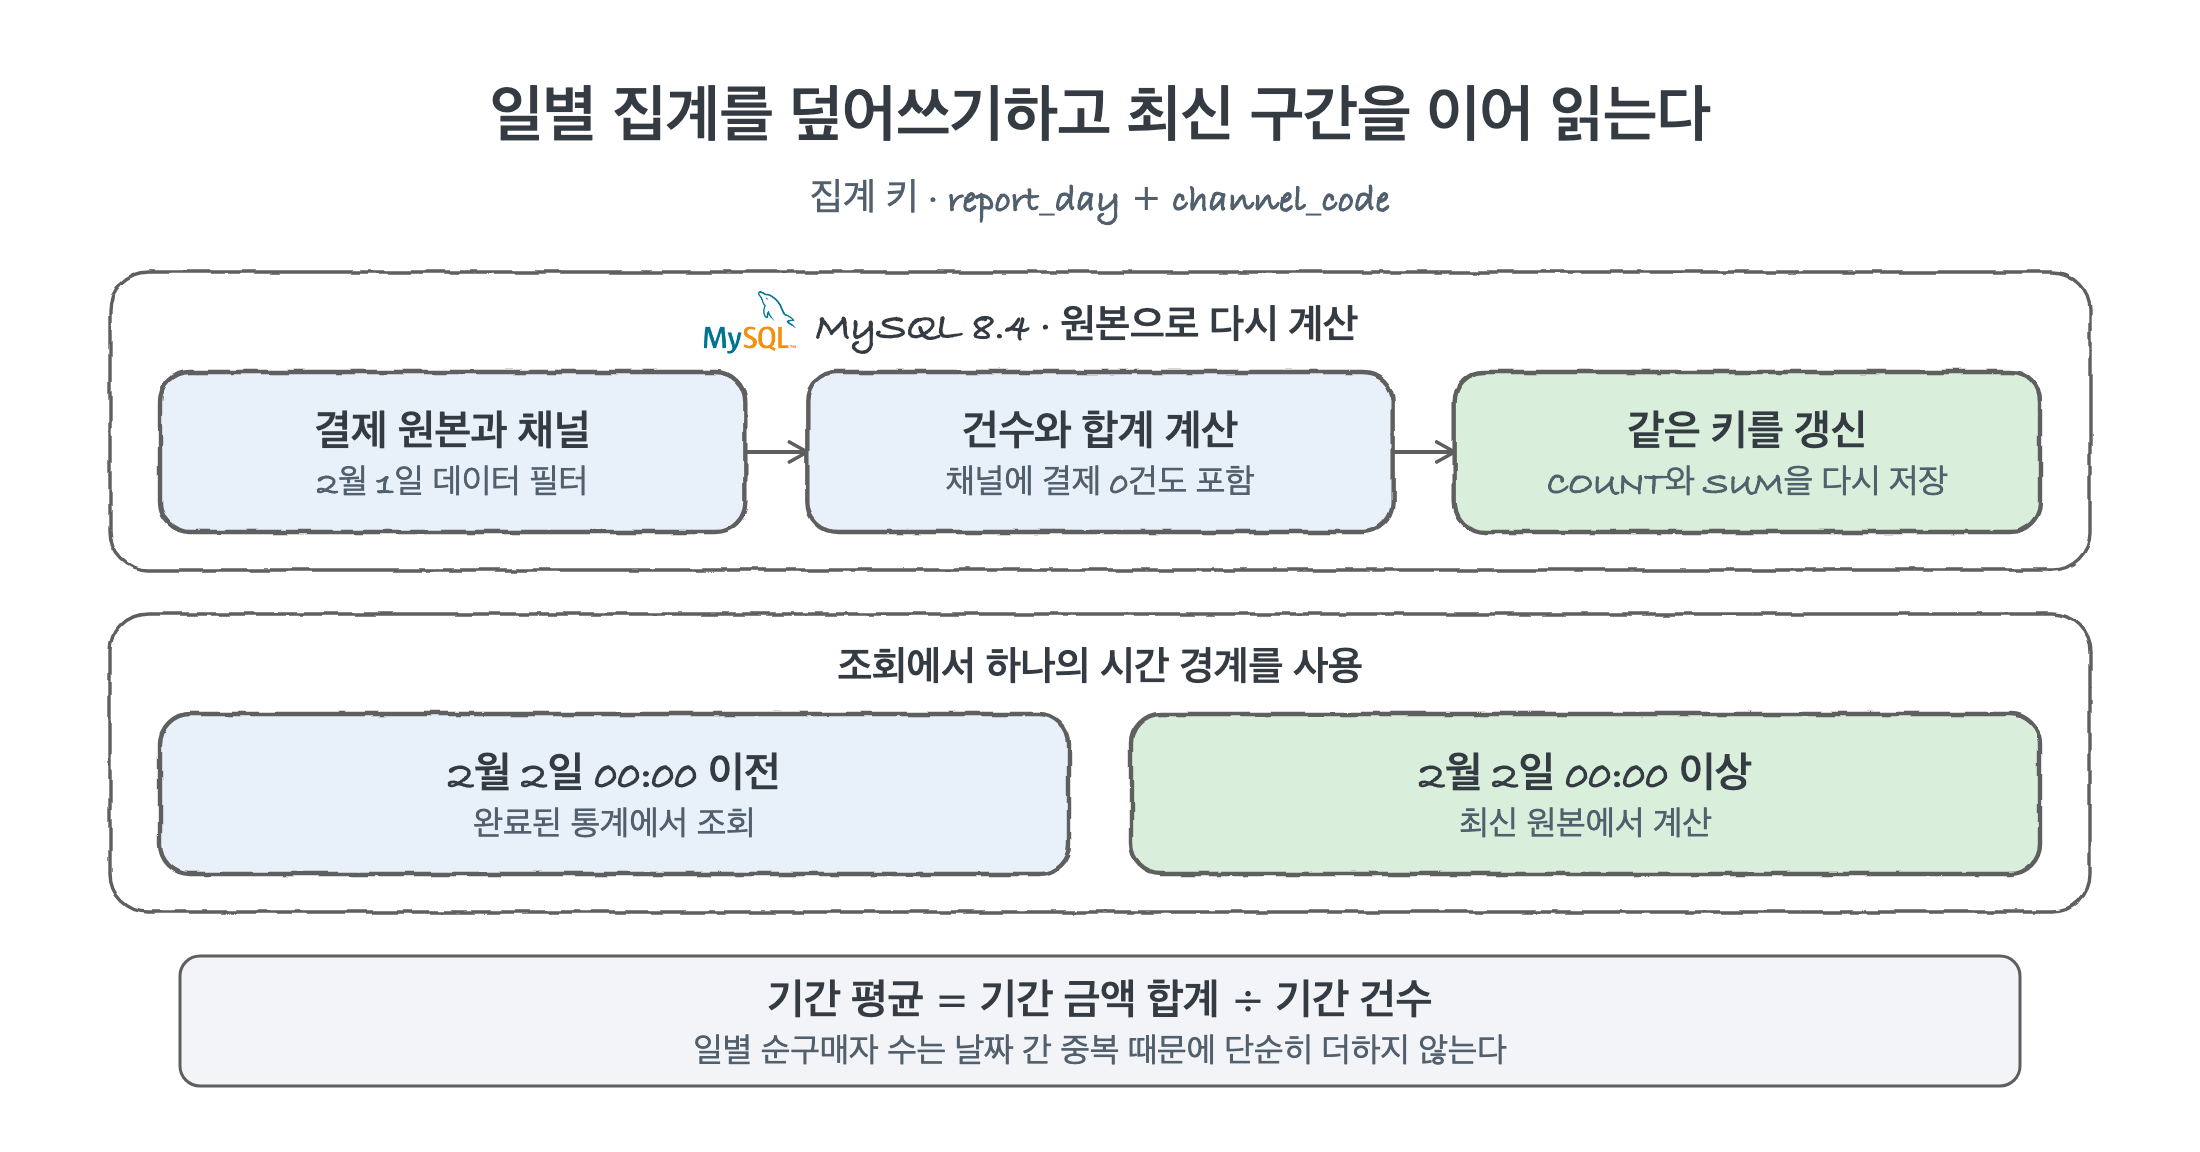 일별 집계를 덮어쓰기하고 최신 구간을 이어 읽는다
집계 키 · report_day + channel_code
MySQL™ MySQL 8.4 · 원본으로 다시 계산
결제 원본과 채널
2월 1일 데이터 필터
건수와 합계 계산
채널에 결제 0건도 포함
같은 키를 갱신
COUNT와 SUM을 다시 저장
조회에서 하나의 시간 경계를 사용
2월 2일 00:00 이전
완료된 통계에서 조회
2월 2일 00:00 이상
최신 원본에서 계산
기간 평균 = 기간 금액 합계 ÷ 기간 건수
일별 순구매자 수는 날짜 간 중복 때문에 단순히 더하지 않는다